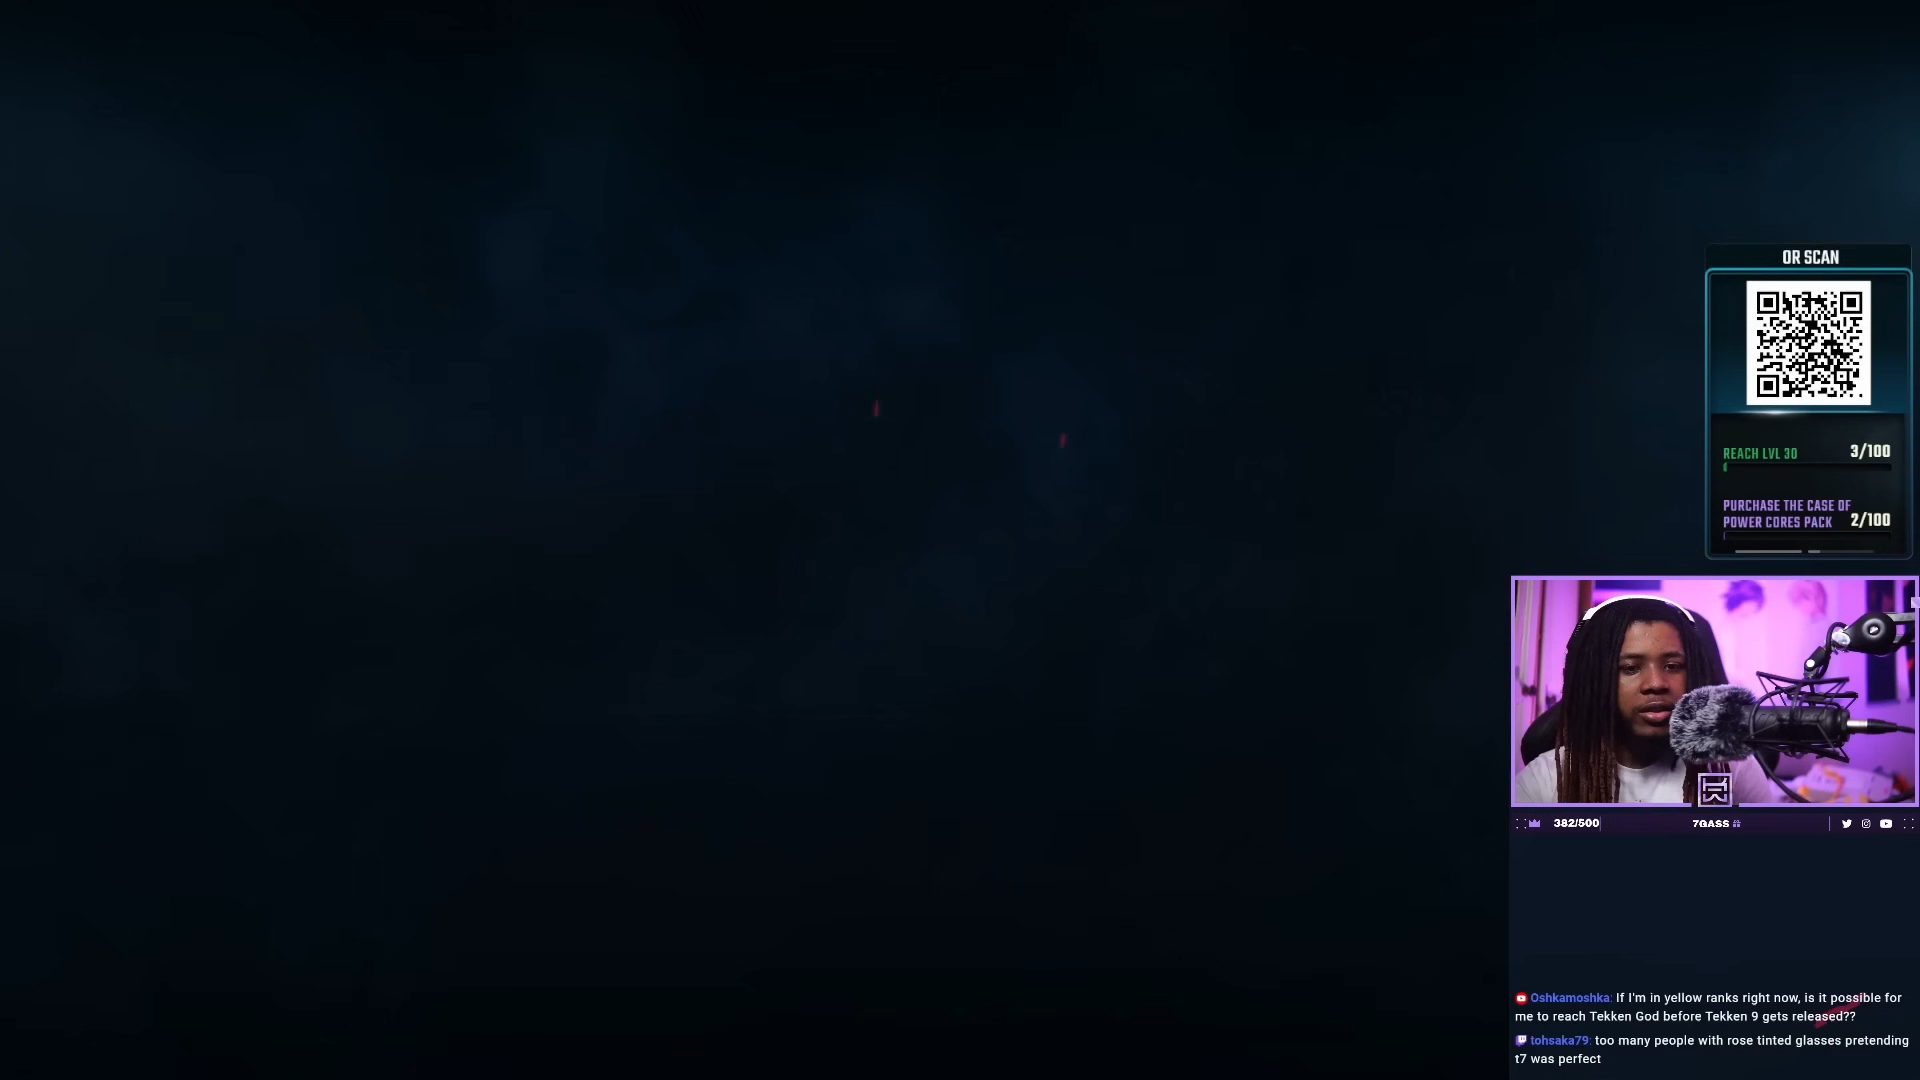 OR SCAN
REACH LVL 30
3/100
PURCHASE THE CASE OF
POWER CORES PACK
2/100
382/500
7GASS
Oshkamoshka: If I'm in yellow ranks right now, is it possible for
me to reach Tekken God before Tekken 9 gets released??
tohsaka79: too many people with rose tinted glasses pretending
t7 was perfect